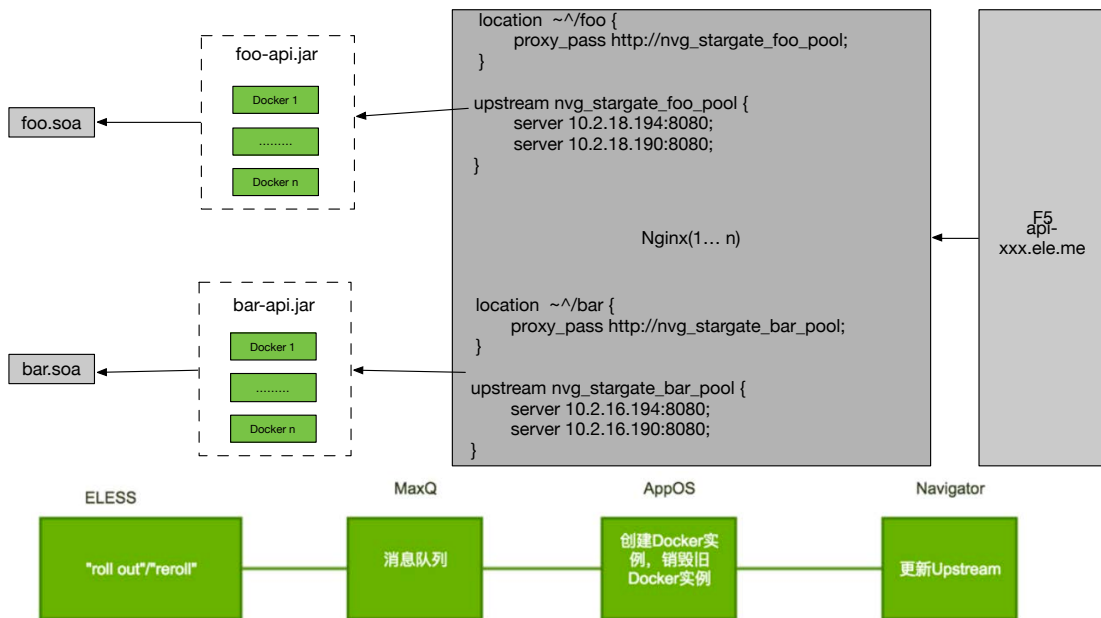 location ~^/foo {
proxy_pass http://nvg_stargate_foo_pool;
}
foo-api.jar
Docker 1
.........
Docker n
foo.soa
upstream nvg_stargate_foo_pool {
server 10.2.18.194:8080;
server 10.2.18.190:8080;
}
Nginx(1... n)
F5
api-
xxx.ele.me
location ~^/bar {
proxy_pass http://nvg_stargate_bar_pool;
}
bar-api.jar
Docker 1
.........
Docker n
bar.soa
upstream nvg_stargate_bar_pool {
server 10.2.16.194:8080;
server 10.2.16.190:8080;
}
ELESS
"roll out"/"reroll"
MaxQ
消息队列
AppOS
创建Docker实
例，销毁旧
Docker实例
Navigator
更新Upstream